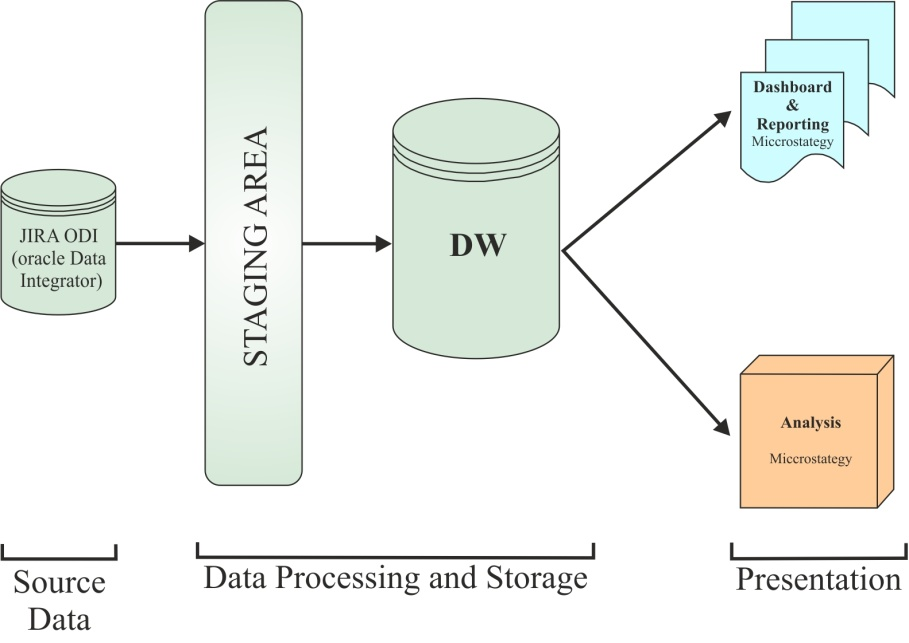 JIRA ODI
(oracle Data
Integrator)
STAGING AREA
DW
Dashboard
&
Reporting
Miccrostategy
Analysis
Miccrostategy
Source
Data
Data Processing and Storage
Presentation